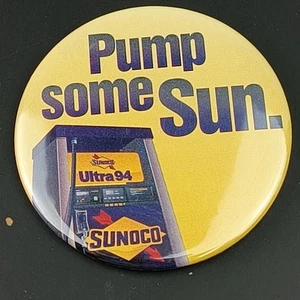 Pump
some Sun.
SUNOCO
Ultra 94
SUNOCO